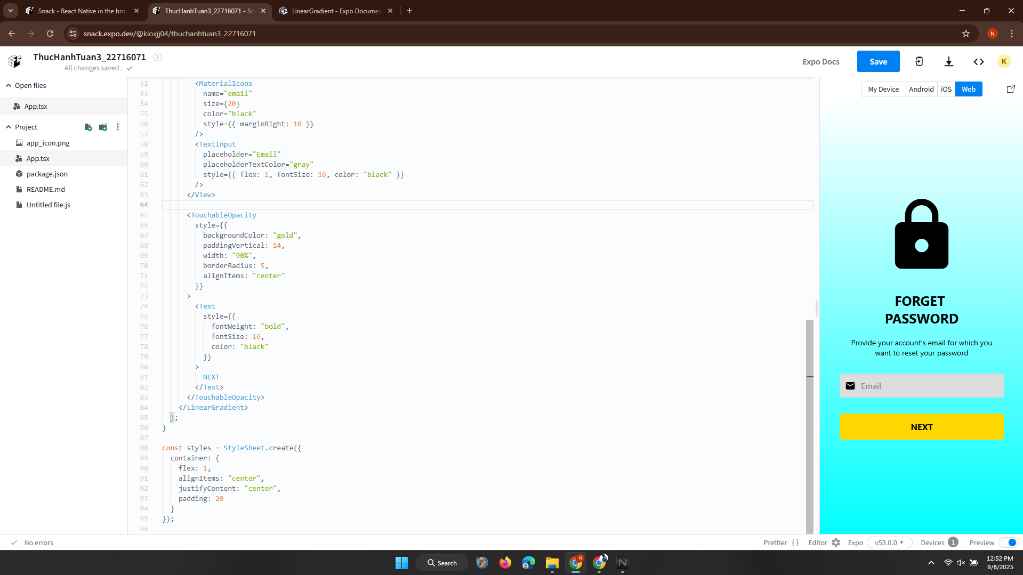 Snack - React Native in the bro
ThucHanhTuan3_22716071 - Sn
LinearGradient - Expo Documen
snack.expo.dev/@kioxj04/thuchanhtuan3_22716071
K
ThucHanhTuan3_22716071
All changes saved.
Expo Docs
Save
K
Open files
App.tsx
Project
app_icon.png
App.tsx
package.json
README.md
Untitled file.js
52 <MaterialIcons
53 name="email"
54 size={20}
55 color="black"
56 style={{ marginRight: 10 }}
57 />
58 <TextInput
59 placeholder="Email"
60 placeholderTextColor="gray"
61 style={{ flex: 1, fontSize: 16, color: "black" }}
62 />
63 </View>
64
65 <TouchableOpacity
66 style={{
67 backgroundColor: "gold",
68 paddingVertical: 14,
69 width: "90%",
70 borderRadius: 5,
71 alignItems: "center"
72 }}
73 >
74 <Text
75 style={{
76 fontWeight: "bold",
77 fontSize: 16,
78 color: "black"
79 }}
80 >
81 NEXT
82 </Text>
83 </TouchableOpacity>
84 </LinearGradient>
85 );
86 }
87
88 const styles = StyleSheet.create({
89 container: {
90 flex: 1,
91 alignItems: "center",
92 justifyContent: "center",
93 padding: 20
94 }
95 });
96
My Device Android iOS Web
FORGET
PASSWORD
Provide your account's email for which you
want to reset your password
Email
NEXT
No errors
Prettier {} Editor Expo v53.0.0 Devices 1 Preview
Search
12:52 PM
9/6/2025